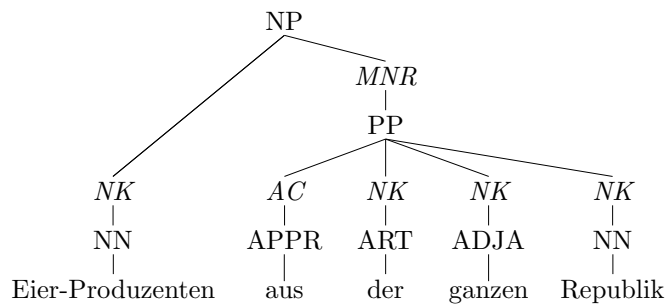 NP
MNR
PP
NK AC NK NK NK
NN APPR ART ADJA NN
Eier-Produzenten aus der ganzen Republik